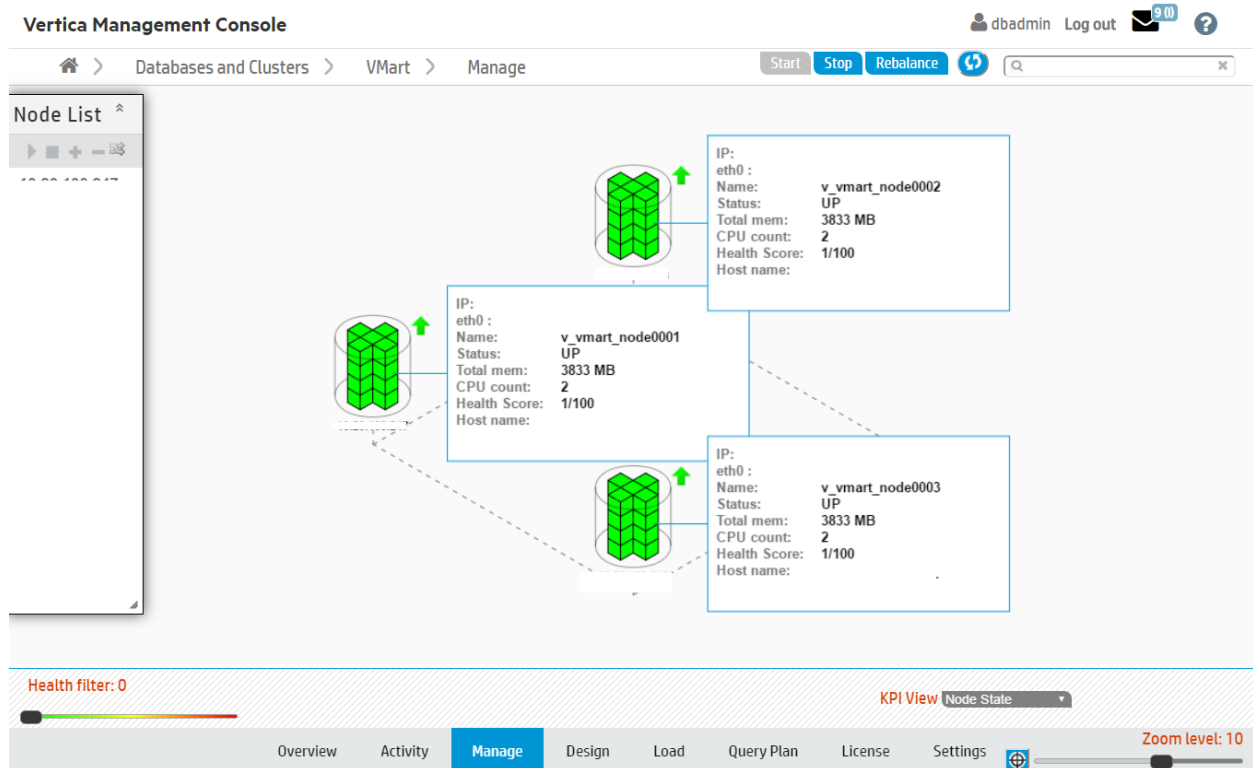 Vertica Management Console
dbadmin Log out 9 (!) ?
Databases and Clusters VMart Manage Start Stop Rebalance
Node List
IP:
eth0 :
Name: v_vmart_node0002
Status: UP
Total mem: 3833 MB
CPU count: 2
Health Score: 1/100
Host name:
IP:
eth0 :
Name: v_vmart_node0001
Status: UP
Total mem: 3833 MB
CPU count: 2
Health Score: 1/100
Host name:
IP:
eth0 :
Name: v_vmart_node0003
Status: UP
Total mem: 3833 MB
CPU count: 2
Health Score: 1/100
Host name:
Health filter: 0
KPI View Node State
Overview Activity Manage Design Load Query Plan License Settings Zoom level: 10